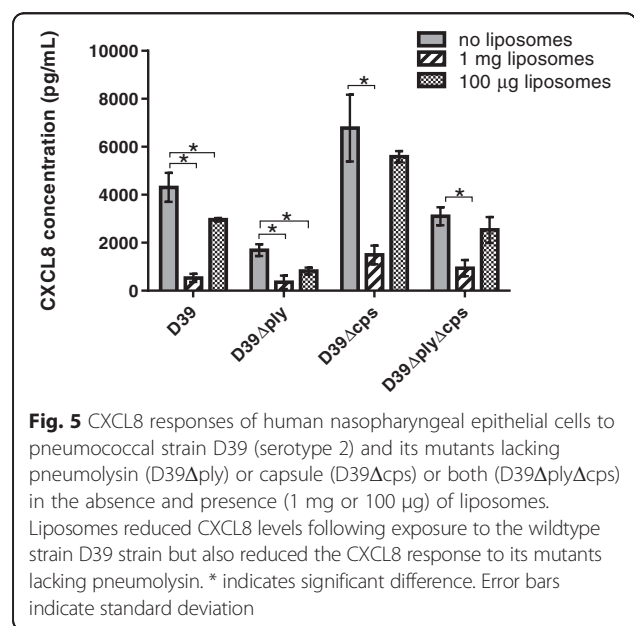 CXCL8 concentration (pg/mL)
10000
8000
6000
4000
2000
0
no liposomes
1 mg liposomes
100 μg liposomes
*
*
*
*
*
*
D39
D39Δply
D39Δcps
D39ΔplyΔcps
Fig. 5 CXCL8 responses of human nasopharyngeal epithelial cells to
pneumococcal strain D39 (serotype 2) and its mutants lacking
pneumolysin (D39Δply) or capsule (D39Δcps) or both (D39ΔplyΔcps)
in the absence and presence (1 mg or 100 μg) of liposomes.
Liposomes reduced CXCL8 levels following exposure to the wildtype
strain D39 strain but also reduced the CXCL8 response to its mutants
lacking pneumolysin. * indicates significant difference. Error bars
indicate standard deviation